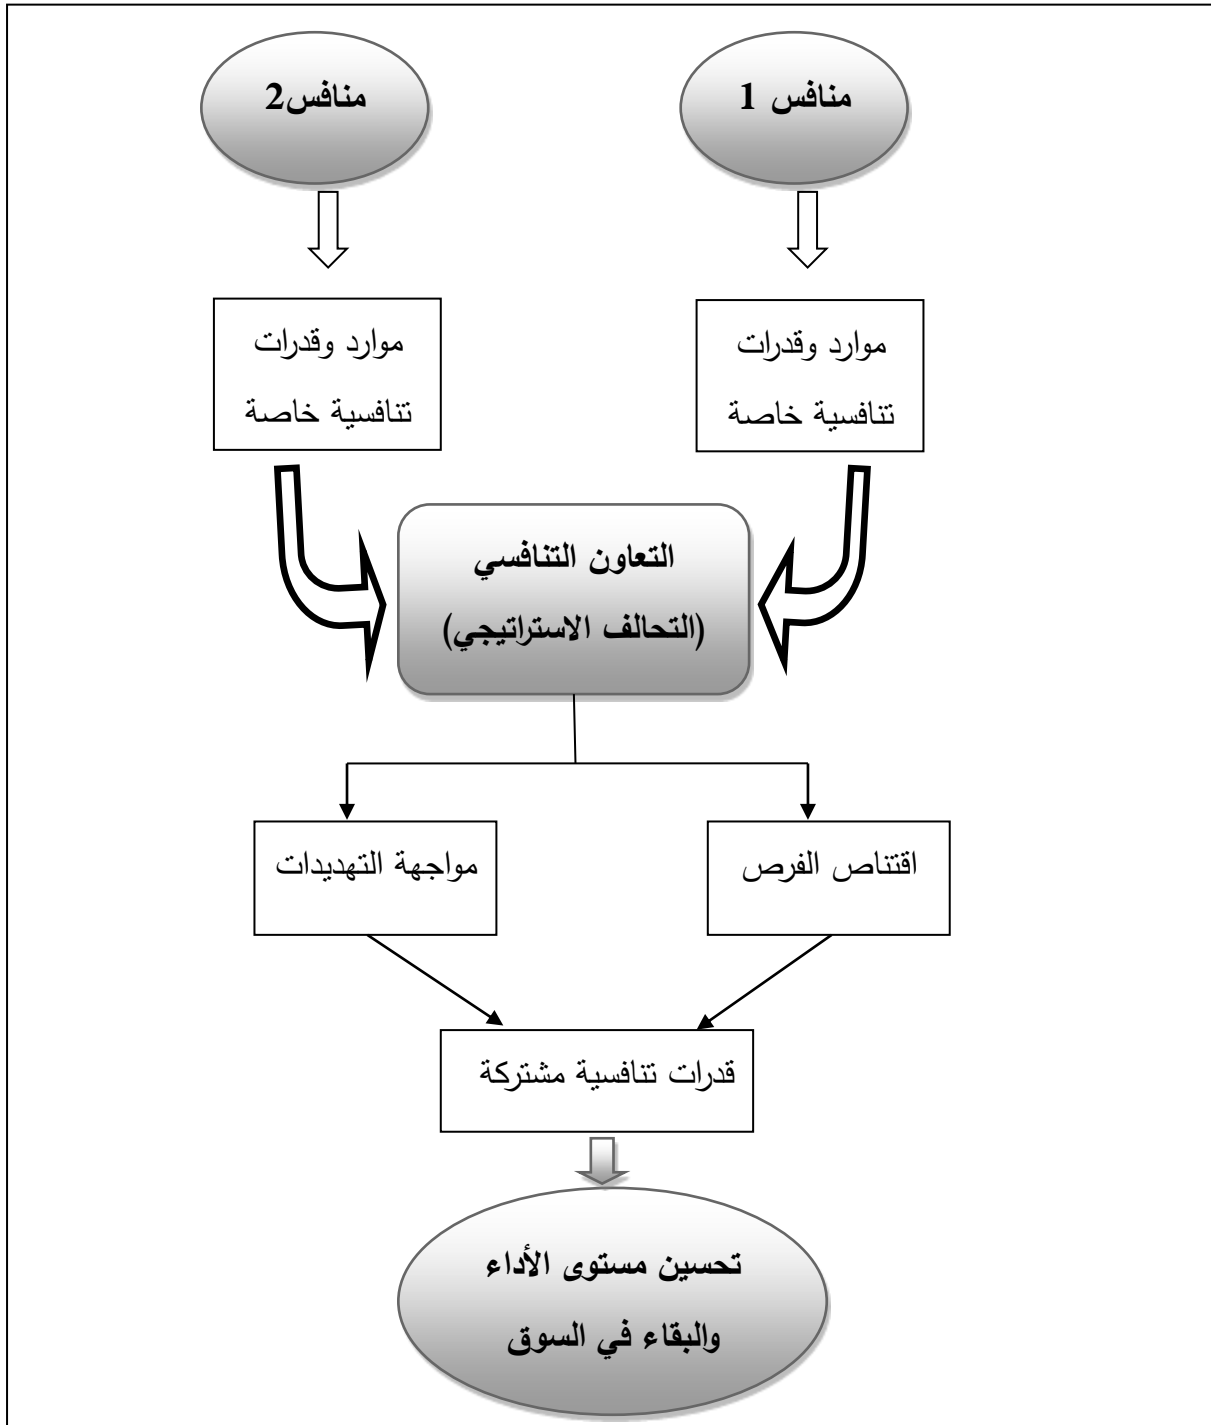 منافس 1
منافس2
موارد وقدرات
تنافسية خاصة
موارد وقدرات
تنافسية خاصة
التعاون التنافسي
(التحالف الاستراتيجي)
اقتناص الفرص
مواجهة التهديدات
قدرات تنافسية مشتركة
تحسين مستوى الأداء
والبقاء في السوق